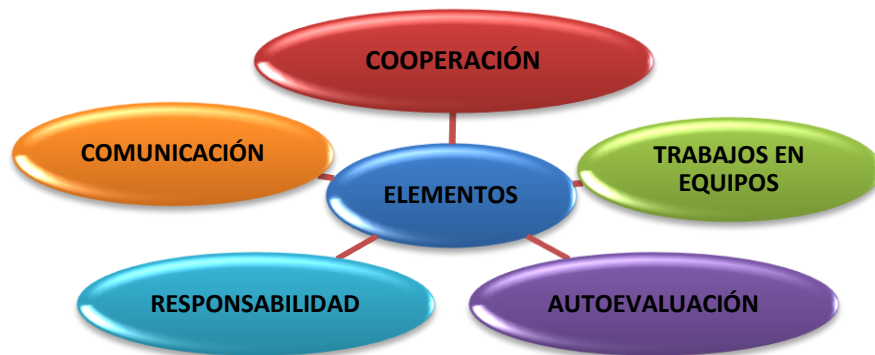 COOPERACIÓN
COMUNICACIÓN
TRABAJOS EN
EQUIPOS
ELEMENTOS
RESPONSABILIDAD
AUTOEVALUACIÓN